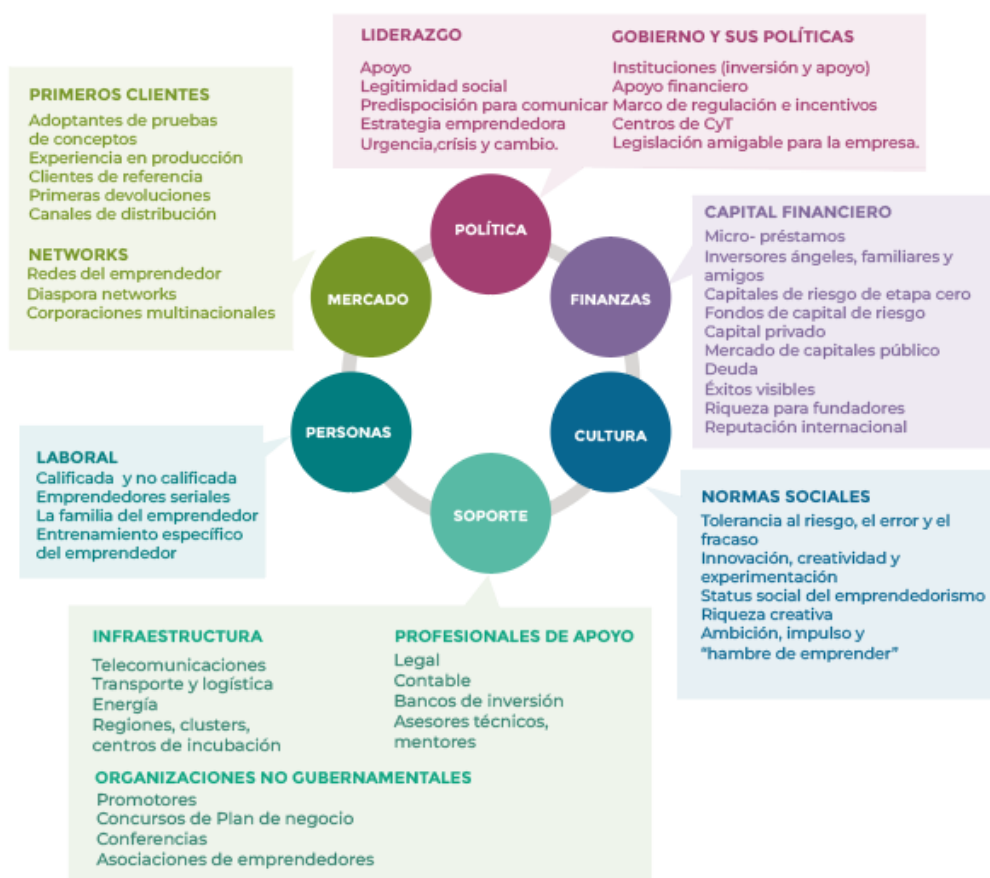 LIDERAZGO
Apoyo
Legitimidad social
Predispocisión para comunicar
Estrategia emprendedora
Urgencia,crísis y cambio.
GOBIERNO Y SUS POLÍTICAS
Instituciones (inversión y apoyo)
Apoyo financiero
Marco de regulación e incentivos
Centros de CyT
Legislación amigable para la empresa.
PRIMEROS CLIENTES
Adoptantes de pruebas
de conceptos
Experiencia en producción
Clientes de referencia
Primeras devoluciones
Canales de distribución
NETWORKS
Redes del emprendedor
Diaspora networks
Corporaciones multinacionales
POLÍTICA
MERCADO
FINANZAS
PERSONAS
CULTURA
SOPORTE
CAPITAL FINANCIERO
Micro- préstamos
Inversores ángeles, familiares y
amigos
Capitales de riesgo de etapa cero
Fondos de capital de riesgo
Capital privado
Mercado de capitales público
Deuda
Éxitos visibles
Riqueza para fundadores
Reputación internacional
LABORAL
Calificada y no calificada
Emprendedores seriales
La familia del emprendedor
Entrenamiento específico
del emprendedor
NORMAS SOCIALES
Tolerancia al riesgo, el error y el
fracaso
Innovación, creatividad y
experimentación
Status social del emprendedorismo
Riqueza creativa
Ambición, impulso y
“hambre de emprender”
INFRAESTRUCTURA
Telecomunicaciones
Transporte y logística
Energía
Regiones, clusters,
centros de incubación
PROFESIONALES DE APOYO
Legal
Contable
Bancos de inversión
Asesores técnicos,
mentores
ORGANIZACIONES NO GUBERNAMENTALES
Promotores
Concursos de Plan de negocio
Conferencias
Asociaciones de emprendedores